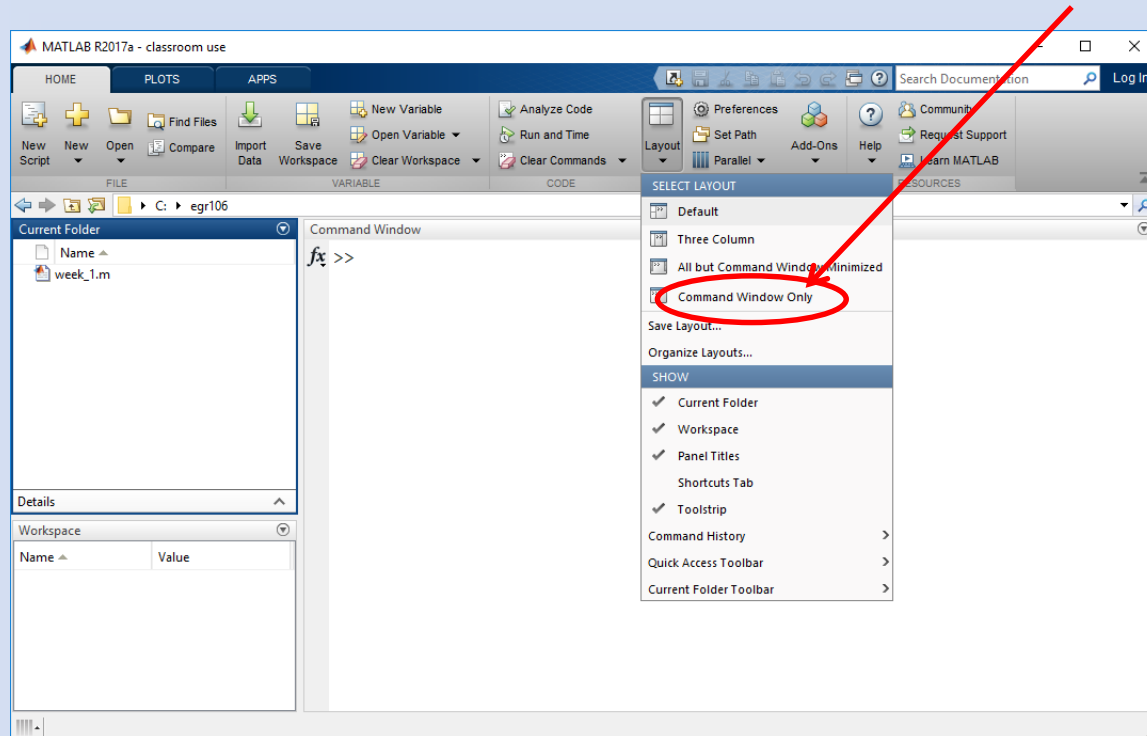 MATLAB R2017a - classroom use
HOME PLOTS APPS Search Documentation Log In
New Script New Open Find Files Compare Import Data Save Workspace New Variable Open Variable Clear Workspace Analyze Code Run and Time Clear Commands Layout Preferences Set Path Parallel Add-Ons Help Community Request Support Learn MATLAB
FILE VARIABLE CODE RESOURCES
C: egr106
Current Folder
Name
week_1.m
Details
Workspace
Name Value
Command Window
fx >>
SELECT LAYOUT
Default
Three Column
All but Command Window Minimized
Command Window Only
Save Layout...
Organize Layouts...
SHOW
Current Folder
Workspace
Panel Titles
Shortcuts Tab
Toolstrip
Command History
Quick Access Toolbar
Current Folder Toolbar